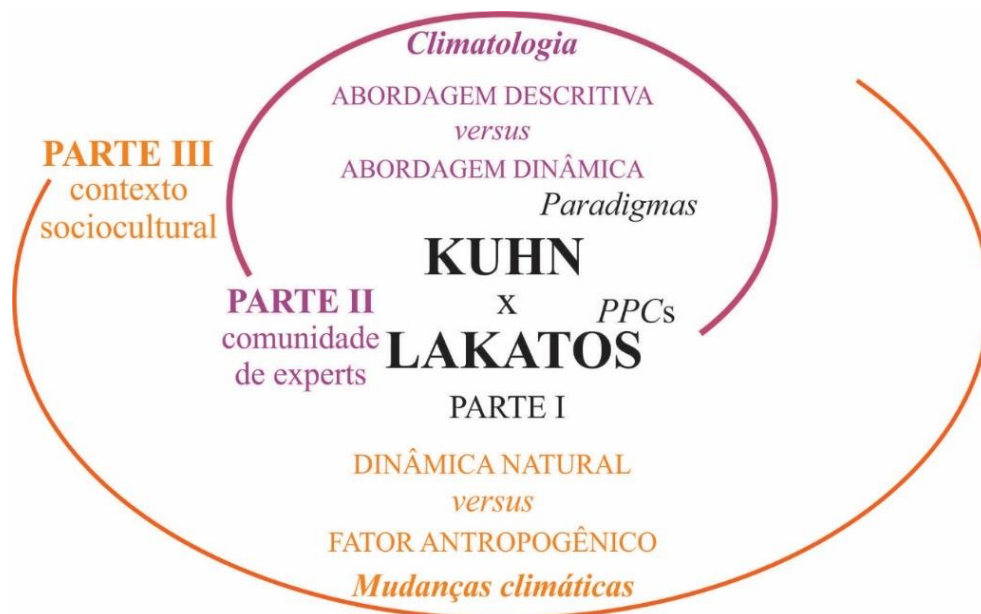 Climatologia
ABORDAGEM DESCRITIVA
versus
ABORDAGEM DINÂMICA
PARTE III
contexto
sociocultural
Paradigmas
KUHN
x
PPCs
LAKATOS
PARTE I
PARTE II
comunidade
de experts
DINÂMICA NATURAL
versus
FATOR ANTROPOGÊNICO
Mudanças climáticas